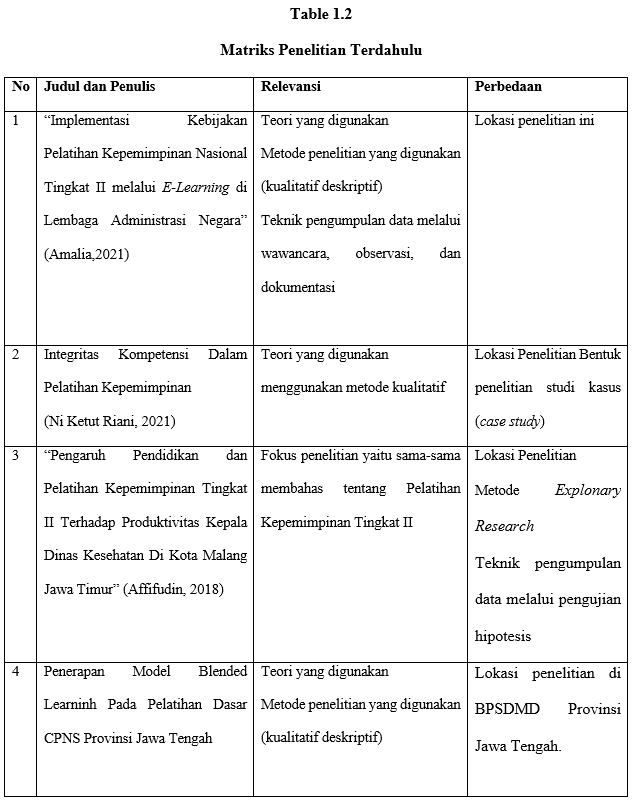 Table 1.2
Matriks Penelitian Terdahulu
No Judul dan Penulis Relevansi Perbedaan
1 “Implementasi Kebijakan Pelatihan Kepemimpinan Nasional Tingkat II melalui E-Learning di Lembaga Administrasi Negara” (Amalia,2021)
Teori yang digunakan
Metode penelitian yang digunakan
(kualitatif deskriptif)
Teknik pengumpulan data melalui
wawancara, observasi, dan
dokumentasi
Lokasi penelitian ini
2 Integritas Kompetensi Dalam
Pelatihan Kepemimpinan
(Ni Ketut Riani, 2021)
Teori yang digunakan
menggunakan metode kualitatif
Lokasi Penelitian Bentuk
penelitian studi kasus
(case study)
3 “Pengaruh Pendidikan dan
Pelatihan Kepemimpinan Tingkat
II Terhadap Produktivitas Kepala
Dinas Kesehatan Di Kota Malang
Jawa Timur” (Affifudin, 2018)
Fokus penelitian yaitu sama-sama
membahas tentang Pelatihan
Kepemimpinan Tingkat II
Lokasi Penelitian
Metode Explonary
Research
Teknik pengumpulan
data melalui pengujian
hipotesis
4 Penerapan Model Blended
Learninh Pada Pelatihan Dasar
CPNS Provinsi Jawa Tengah
Teori yang digunakan
Metode penelitian yang digunakan
(kualitatif deskriptif)
Lokasi penelitian di
BPSDMD Provinsi
Jawa Tengah.